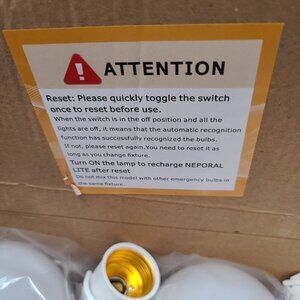 ATTENTION
Reset: Please quickly toggle the switch
once to reset before use.
When the switch is in the off position and all the
lights are off, it means that the automatic recognition
function has successfully recognized the bulbs.
If not, please reset again.You need to reset it as
long as you change fixture.
Turn ON the lamp to recharge NEPORAL
LITE after reset
Do not mix this model with other emergency bulbs in
the same fixture.